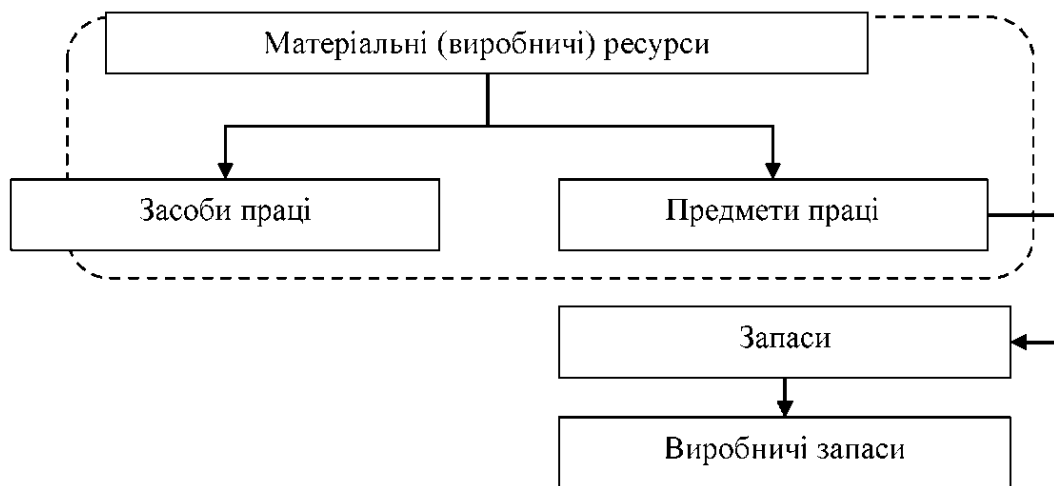 Матеріальні (виробничі) ресурси
Засоби праці
Предмети праці
Запаси
Виробничі запаси